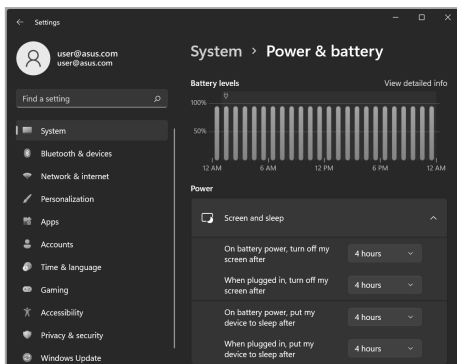 Settings
user@asus.com
user@asus.com
Find a setting
System
Bluetooth & devices
Network & internet
Personalization
Apps
Accounts
Time & language
Gaming
Accessibility
Privacy & security
Windows Update
System > Power & battery
Battery levels
View detailed info
100%
50%
12 AM
6 AM
12 PM
6 PM
12 AM
Power
Screen and sleep
On battery power, turn off my
screen after
4 hours
When plugged in, turn off my
screen after
4 hours
On battery power, put my
device to sleep after
4 hours
When plugged in, put my
device to sleep after
4 hours